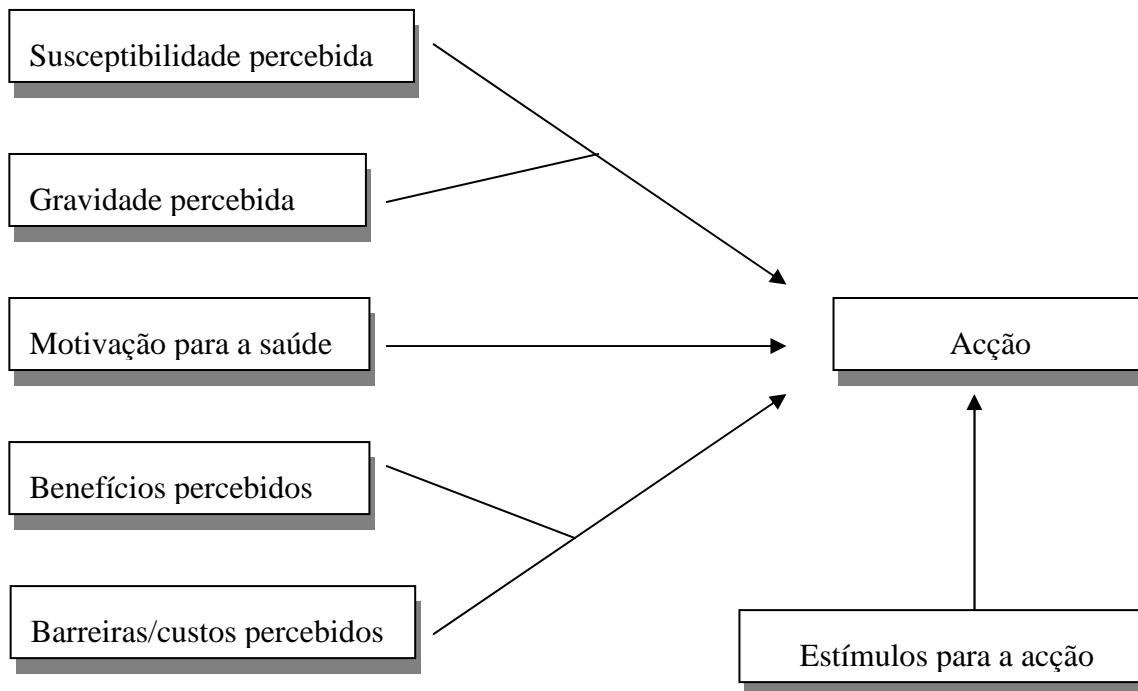 Susceptibilidade percebida
Gravidade percebida
Motivação para a saúde
Acção
Benefícios percebidos
Barreiras/custos percebidos
Estímulos para a acção